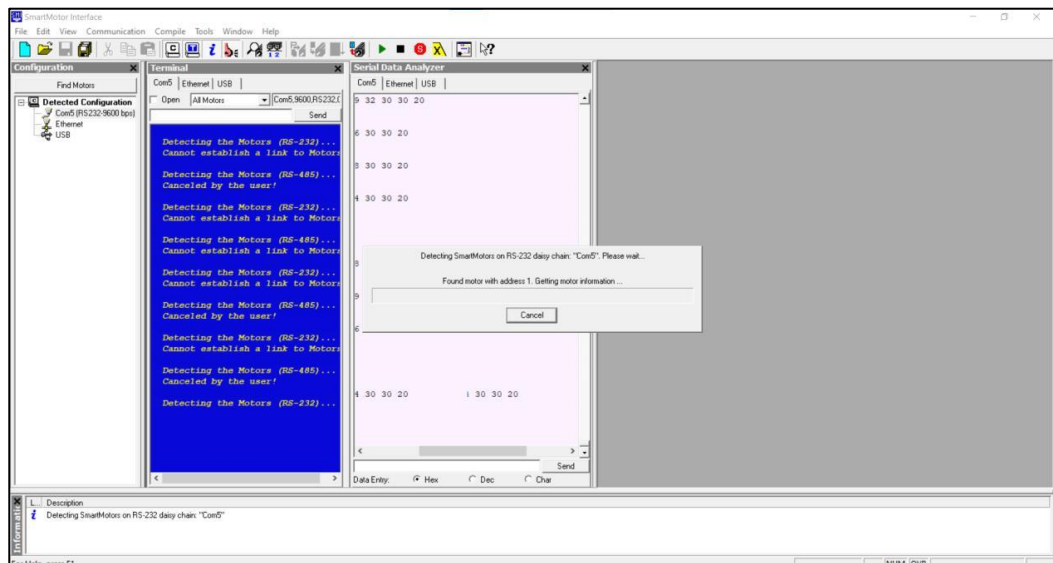 SmartMotor Interface
File Edit View Communication Compile Tools Window Help
Configuration
Find Motors
Detected Configuration
Com5 (RS232-9600 bps)
Ethernet
USB
Terminal
Com5 Ethernet USB
Open All Motors Com5,9600,RS232,(
Send
Detecting the Motors (RS-232)...
Cannot establish a link to Motors
Detecting the Motors (RS-485)...
Canceled by the user!
Detecting the Motors (RS-232)...
Cannot establish a link to Motors
Detecting the Motors (RS-485)...
Cannot establish a link to Motors
Detecting the Motors (RS-232)...
Cannot establish a link to Motors
Detecting the Motors (RS-485)...
Canceled by the user!
Detecting the Motors (RS-232)...
Cannot establish a link to Motors
Detecting the Motors (RS-485)...
Canceled by the user!
Detecting the Motors (RS-232)...
Serial Data Analyzer
Com5 Ethernet USB
9 32 30 30 20
6 30 30 20
8 30 30 20
4 30 30 20
8
9
6
4 30 30 20 30 30 20
Send
Data Entry: Hex Dec Char
Detecting SmartMotors on RS-232 daisy chain: "Com5". Please wait...
Found motor with address 1. Getting motor information ...
Cancel
Informatio
L... Description
Detecting SmartMotors on RS-232 daisy chain: "Com5"